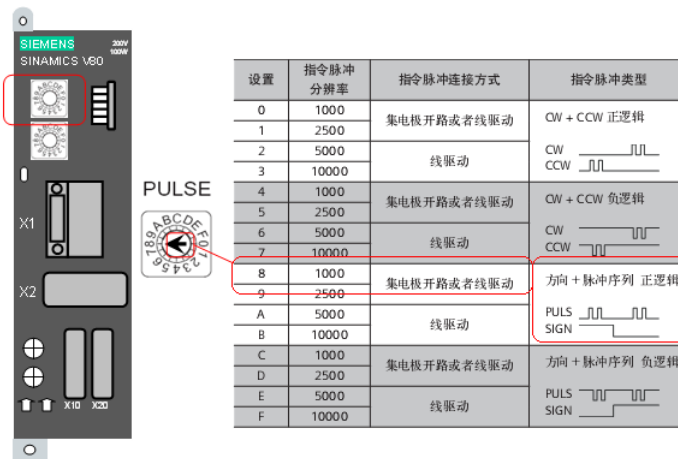 SIEMENS
200V
100W
SINAMICS V80
X1
X2
X10 X20
PULSE
设置 指令脉冲分辨率 指令脉冲连接方式 指令脉冲类型
0 1000 集电极开路或者线驱动 CW + CCW 正逻辑
1 2500
2 5000 线驱动 CW
3 10000 CCW
4 1000 集电极开路或者线驱动 CW + CCW 负逻辑
5 2500
6 5000 线驱动 CW
7 10000 CCW
8 1000 集电极开路或者线驱动 方向 + 脉冲序列 正逻辑
9 2500
A 5000 线驱动 PULS
B 10000 SIGN
C 1000 集电极开路或者线驱动 方向 + 脉冲序列 负逻辑
D 2500
E 5000 线驱动 PULS
F 10000 SIGN